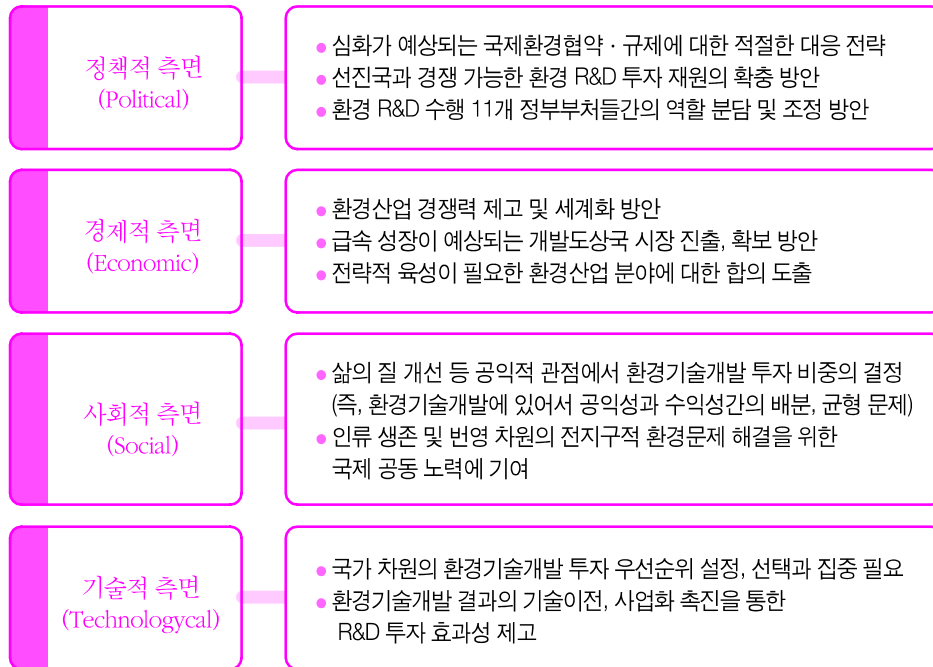 정책적 측면
(Political)
● 심화가 예상되는 국제환경협약 · 규제에 대한 적절한 대응 전략
● 선진국과 경쟁 가능한 환경 R&D 투자 재원의 확충 방안
● 환경 R&D 수행 11개 정부부처들간의 역할 분담 및 조정 방안
경제적 측면
(Economic)
● 환경산업 경쟁력 제고 및 세계화 방안
● 급속 성장이 예상되는 개발도상국 시장 진출, 확보 방안
● 전략적 육성이 필요한 환경산업 분야에 대한 합의 도출
사회적 측면
(Social)
● 삶의 질 개선 등 공익적 관점에서 환경기술개발 투자 비중의 결정
(즉, 환경기술개발에 있어서 공익성과 수익성간의 배분, 균형 문제)
● 인류 생존 및 번영 차원의 전지구적 환경문제 해결을 위한
국제 공동 노력에 기여
기술적 측면
(Technologycal)
● 국가 차원의 환경기술개발 투자 우선순위 설정, 선택과 집중 필요
● 환경기술개발 결과의 기술이전, 사업화 촉진을 통한
R&D 투자 효과성 제고